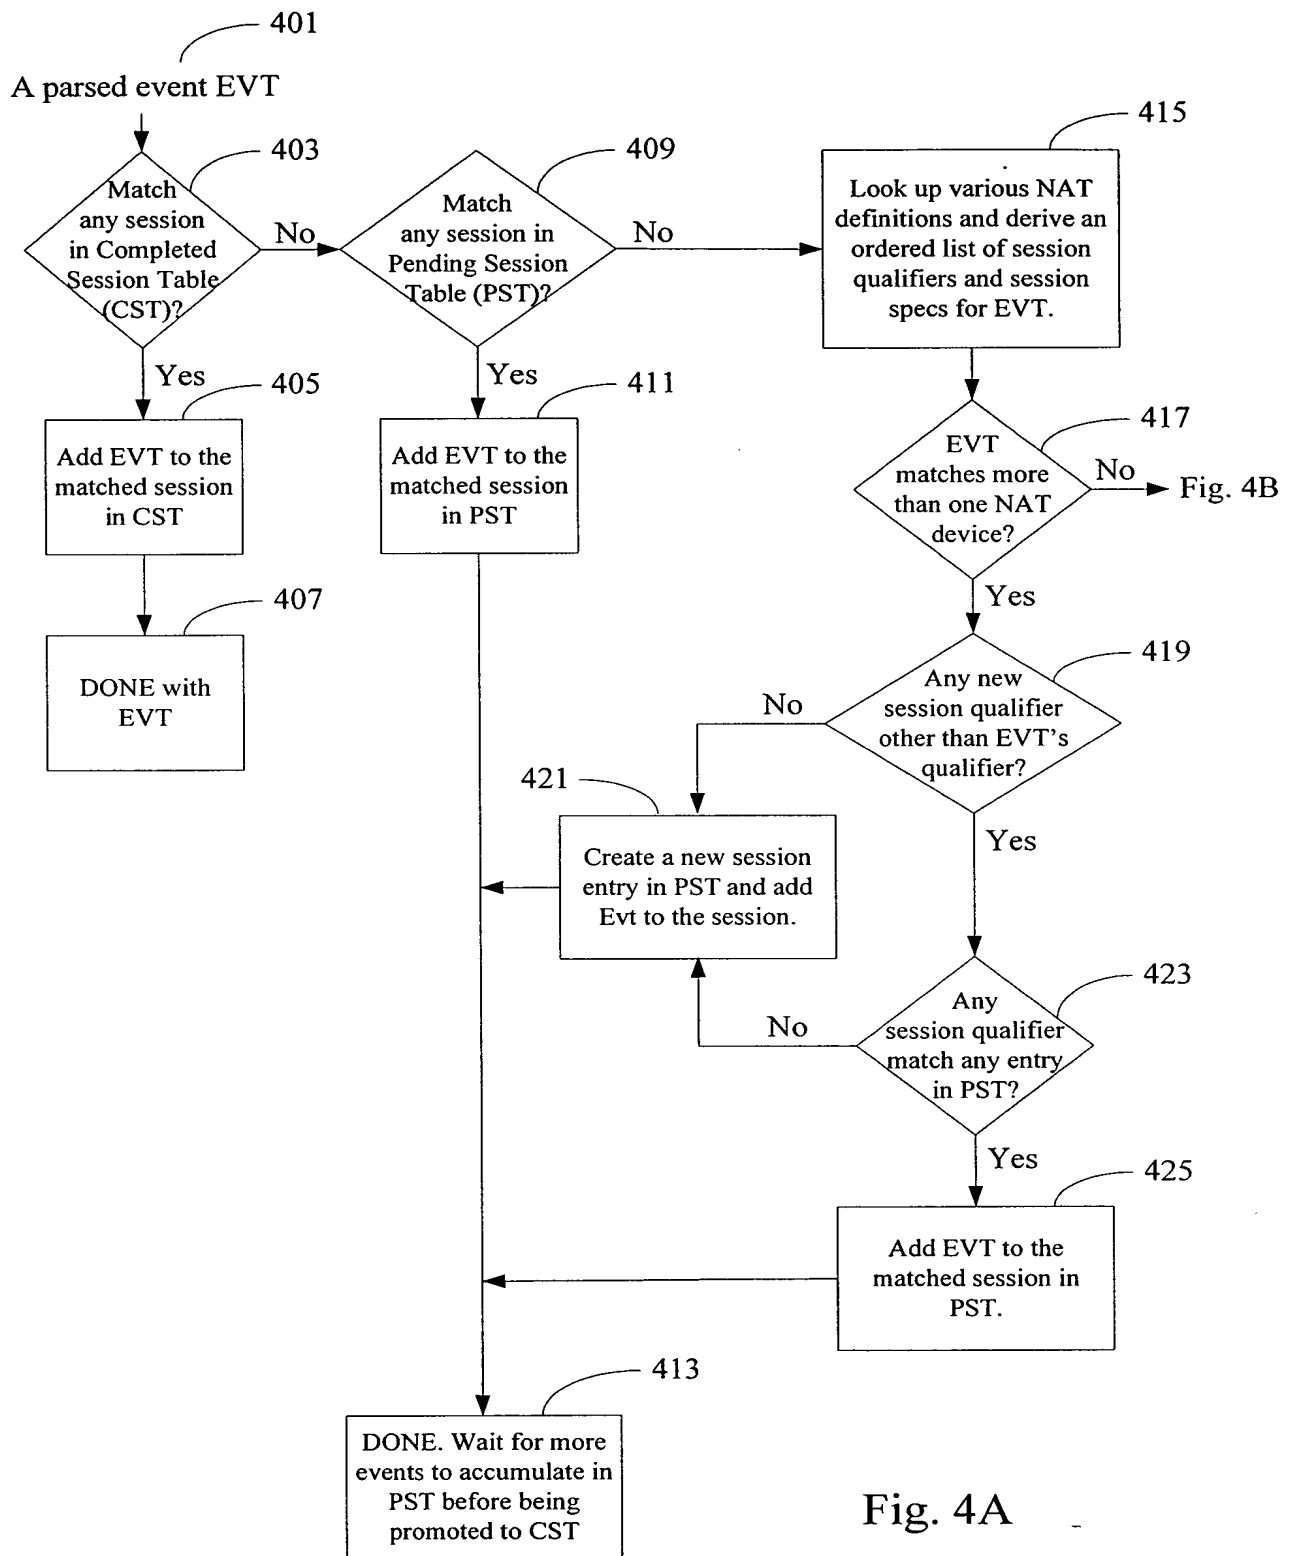 401
A parsed event EVT
403
Match
any session
in Completed
Session Table
(CST)?
No
Yes
405
Add EVT to the
matched session
in CST
407
DONE with
EVT
409
Match
any session in
Pending Session
Table (PST)?
No
Yes
411
Add EVT to the
matched session
in PST
415
Look up various NAT
definitions and derive an
ordered list of session
qualifiers and session
specs for EVT.
417
EVT
matches more
than one NAT
device?
No
Fig. 4B
Yes
419
Any new
session qualifier
other than EVT's
qualifier?
No
Yes
421
Create a new session
entry in PST and add
Evt to the session.
423
Any
session qualifier
match any entry
in PST?
No
Yes
425
Add EVT to the
matched session in
PST.
413
DONE. Wait for more
events to accumulate in
PST before being
promoted to CST
Fig. 4A